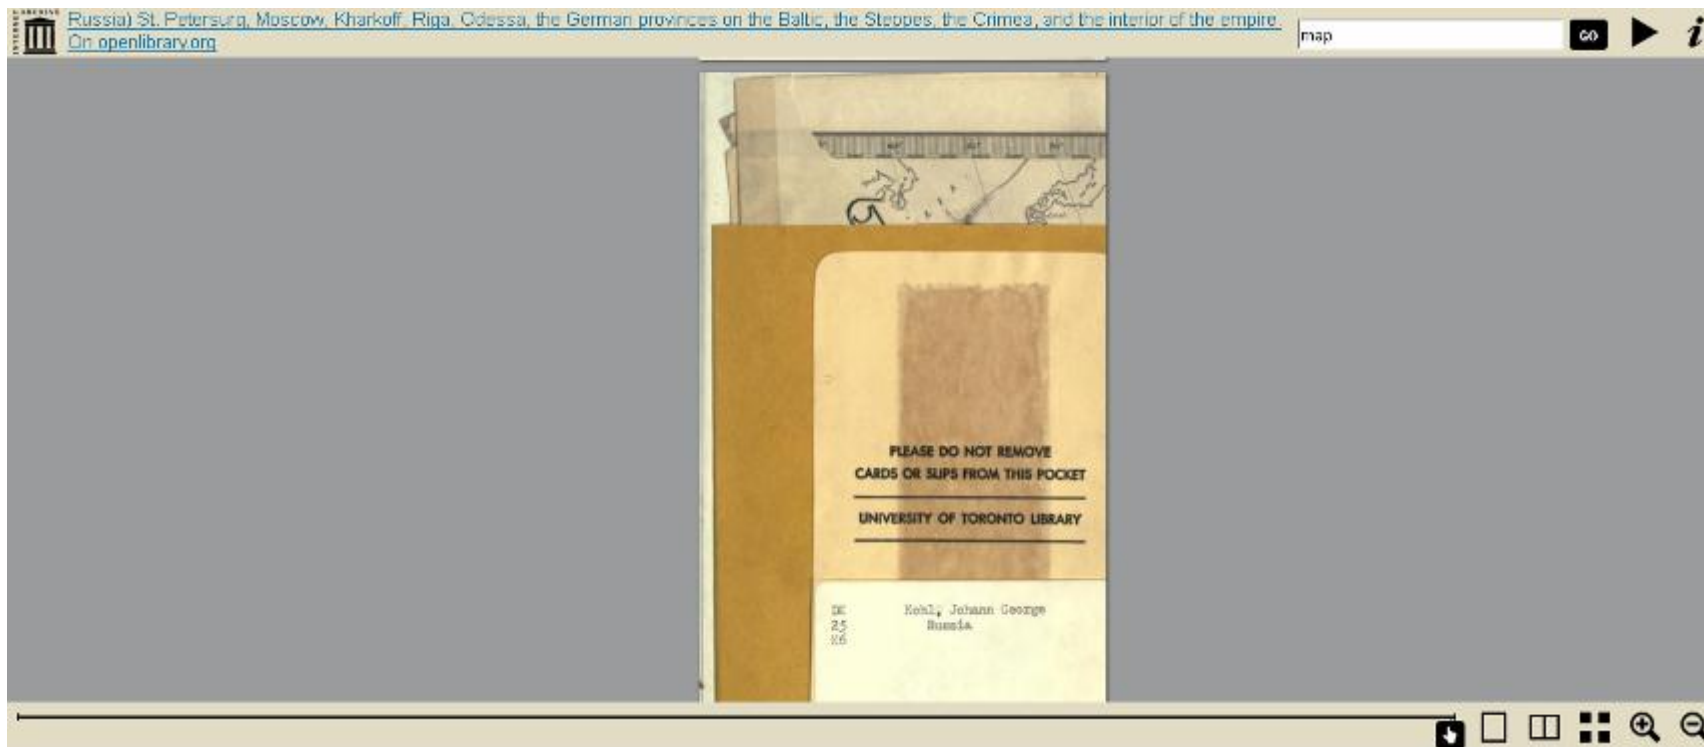 INTERNET ARCHIVE
Russia) St. Petersurg, Moscow, Kharkoff, Riga, Odessa, the German provinces on the Baltic, the Steppes, the Crimea, and the interior of the empire
On openlibrary.org
map
GO
i
PLEASE DO NOT REMOVE
CARDS OR SLIPS FROM THIS POCKET
UNIVERSITY OF TORONTO LIBRARY
DK Kohl, Johann George
25 Russia
K6